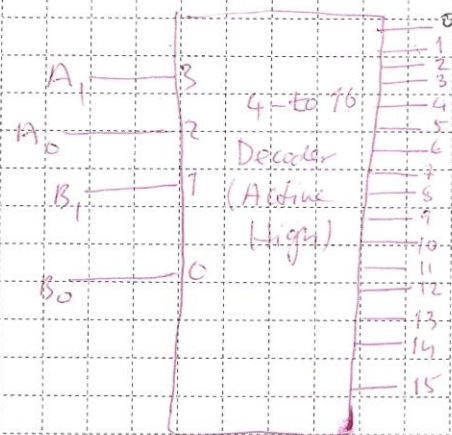 0
1
2
A₁ 3 3
4-to 16 4
A₀ 2 5
Decoder 6
7
B₁ 1 (Active 8
9
High) 10
11
B₀ 0 12
13
14
15